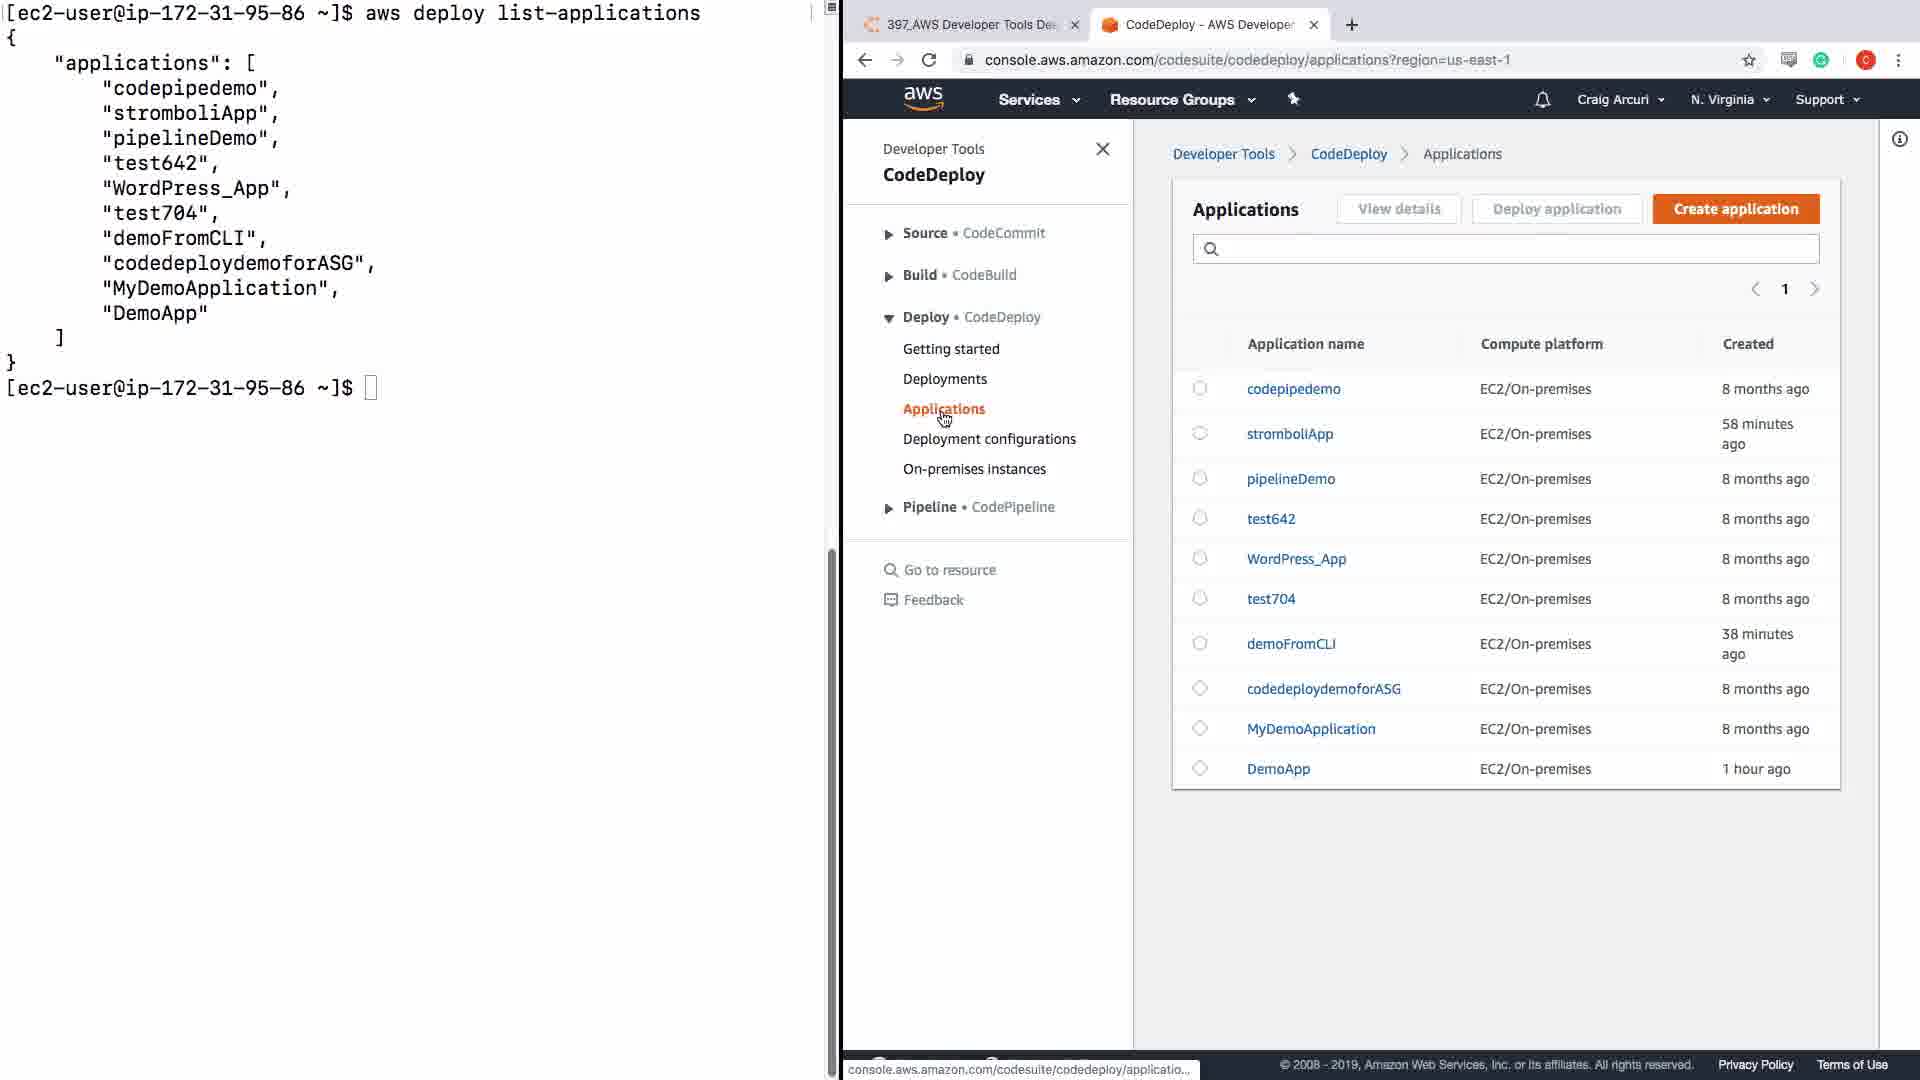 [ec2-user@ip-172-31-95-86 ~]$ aws deploy list-applications
{
"applications": [
"codepipedemo",
"stromboliApp",
"pipelineDemo",
"test642",
"WordPress_App",
"test704",
"demoFromCLI",
"codedeploydemoforASG",
"MyDemoApplication",
"DemoApp"
]
}
[ec2-user@ip-172-31-95-86 ~]$
397_AWS Developer Tools De
CodeDeploy - AWS Developer
console.aws.amazon.com/codesuite/codedeploy/applications?region=us-east-1
C
aws
Services
Resource Groups
Craig Arcuri
N. Virginia
Support
Developer Tools
CodeDeploy
Source • CodeCommit
Build • CodeBuild
Deploy • CodeDeploy
Getting started
Deployments
Applications
Deployment configurations
On-premises instances
Pipeline • CodePipeline
Go to resource
Feedback
Developer Tools > CodeDeploy > Applications
Applications
View details
Deploy application
Create application
1
Application name Compute platform Created
codepipedemo EC2/On-premises 8 months ago
stromboliApp EC2/On-premises 58 minutes ago
pipelineDemo EC2/On-premises 8 months ago
test642 EC2/On-premises 8 months ago
WordPress_App EC2/On-premises 8 months ago
test704 EC2/On-premises 8 months ago
demoFromCLI EC2/On-premises 38 minutes ago
codedeploydemoforASG EC2/On-premises 8 months ago
MyDemoApplication EC2/On-premises 8 months ago
DemoApp EC2/On-premises 1 hour ago
console.aws.amazon.com/codesuite/codedeploy/applicatio...
© 2008 - 2019, Amazon Web Services, Inc. or its affiliates. All rights reserved.
Privacy Policy
Terms of Use